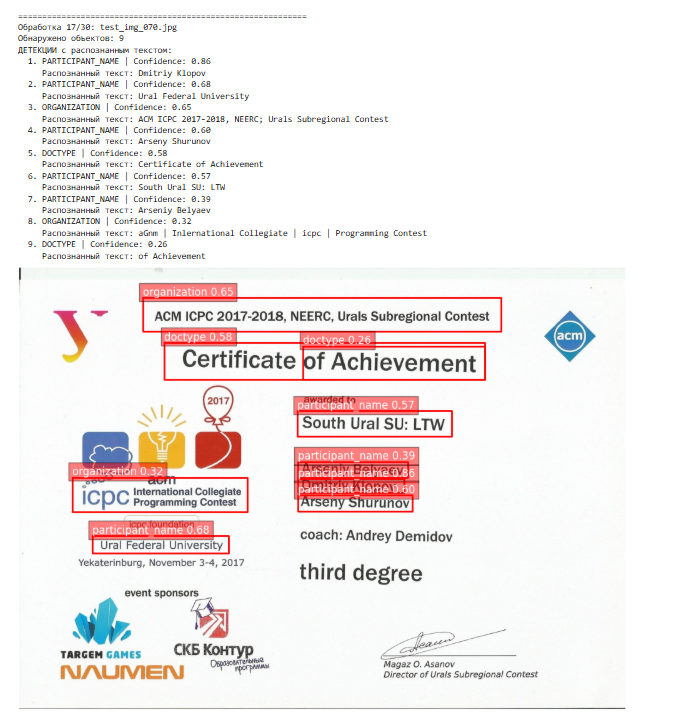 ============================================================
Обработка 17/30: test_img_070.jpg
Обнаружено объектов: 9
ДЕТЕКЦИИ с распознанным текстом:
1. PARTICIPANT_NAME | Confidence: 0.86
Распознанный текст: Dmitriy Klopov
2. PARTICIPANT_NAME | Confidence: 0.68
Распознанный текст: Ural Federal University
3. ORGANIZATION | Confidence: 0.65
Распознанный текст: ACM ICPC 2017-2018, NEERC; Urals Subregional Contest
4. PARTICIPANT_NAME | Confidence: 0.60
Распознанный текст: Arseny Shurunov
5. DOCTYPE | Confidence: 0.58
Распознанный текст: Certificate of Achievement
6. PARTICIPANT_NAME | Confidence: 0.57
Распознанный текст: South Ural SU: LTW
7. PARTICIPANT_NAME | Confidence: 0.39
Распознанный текст: Arseniy Belyaev
8. ORGANIZATION | Confidence: 0.32
Распознанный текст: aGnm | Inlernational Collegiate | icpc | Programming Contest
9. DOCTYPE | Confidence: 0.26
Распознанный текст: of Achievement
organization 0.65
ACM ICPC 2017-2018, NEERC, Urals Subregional Contest
acm
doctype 0.58
doctype 0.26
Certificate of Achievement
2017
awarded to
participant_name 0.57
South Ural SU: LTW
participant_name 0.39
Arseniy Belyaev
participant_name 0.86
Dmitriy Klopov
participant_name 0.60
Arseny Shurunov
organization 0.32
acm
icpc International Collegiate
Programming Contest
icpc foundation
participant_name 0.68
Ural Federal University
Yekaterinburg, November 3-4, 2017
coach: Andrey Demidov
third degree
event sponsors
TARGEM GAMES
СКБ Контур
Образовательные
программы
NAUMEN
Magaz O. Asanov
Director of Urals Subregional Contest